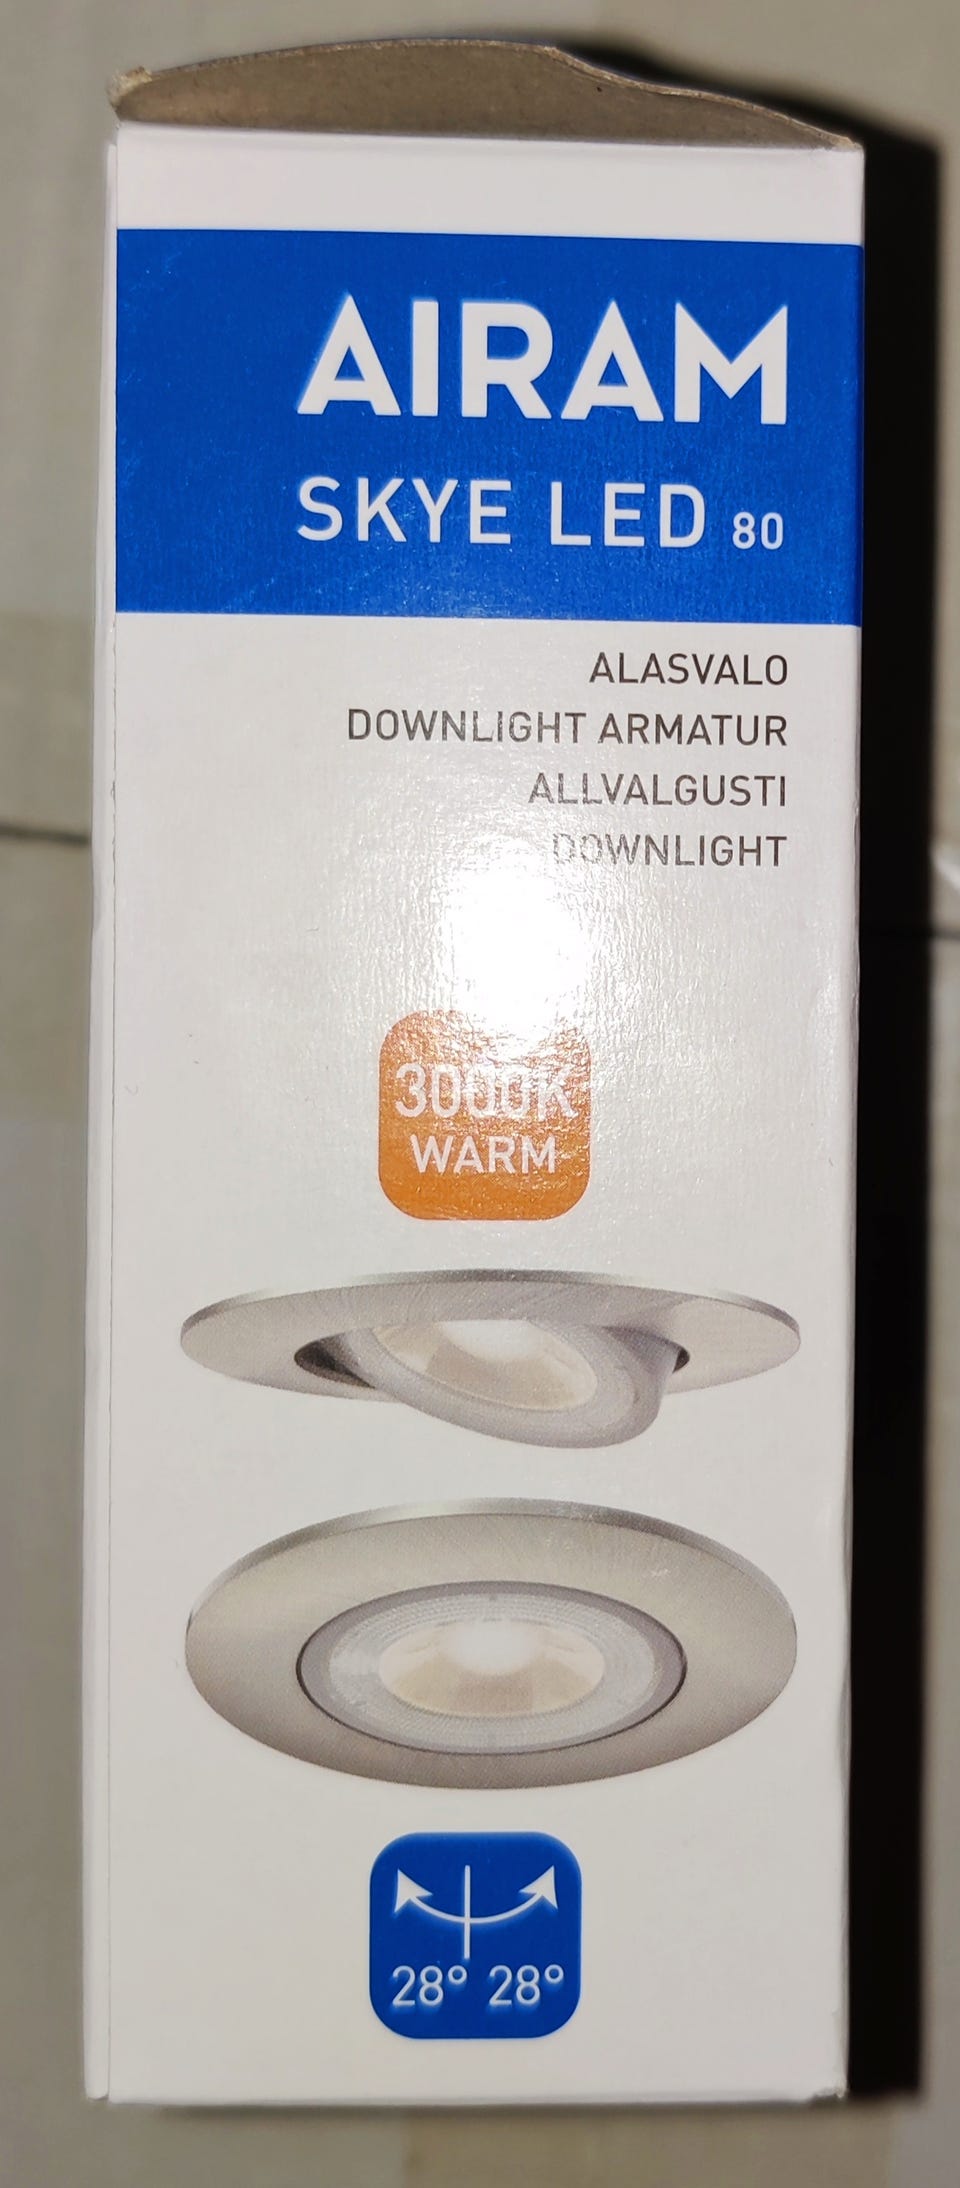 AIRAM
SKYE LED 80
ALASVALO
DOWNLIGHT ARMATUR
ALLVALGUSTI
DOWNLIGHT
3000K
WARM
28° 28°